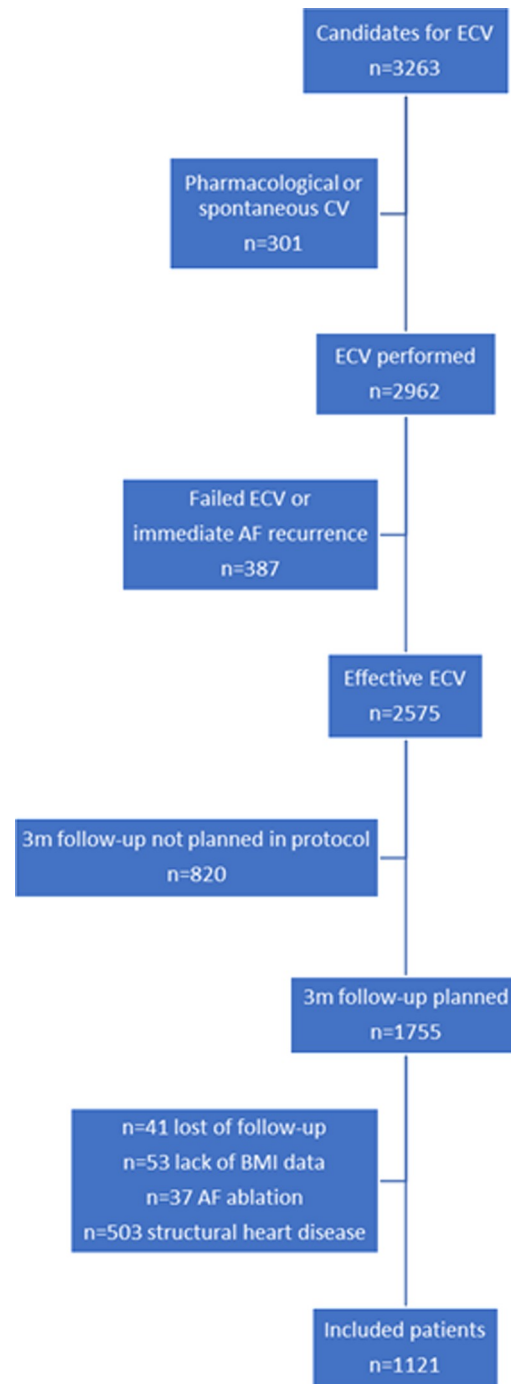 Candidates for ECV
n=3263
Pharmacological or
spontaneous CV
n=301
ECV performed
n=2962
Failed ECV or
immediate AF recurrence
n=387
Effective ECV
n=2575
3m follow-up not planned in protocol
n=820
3m follow-up planned
n=1755
n=41 lost of follow-up
n=53 lack of BMI data
n=37 AF ablation
n=503 structural heart disease
Included patients
n=1121